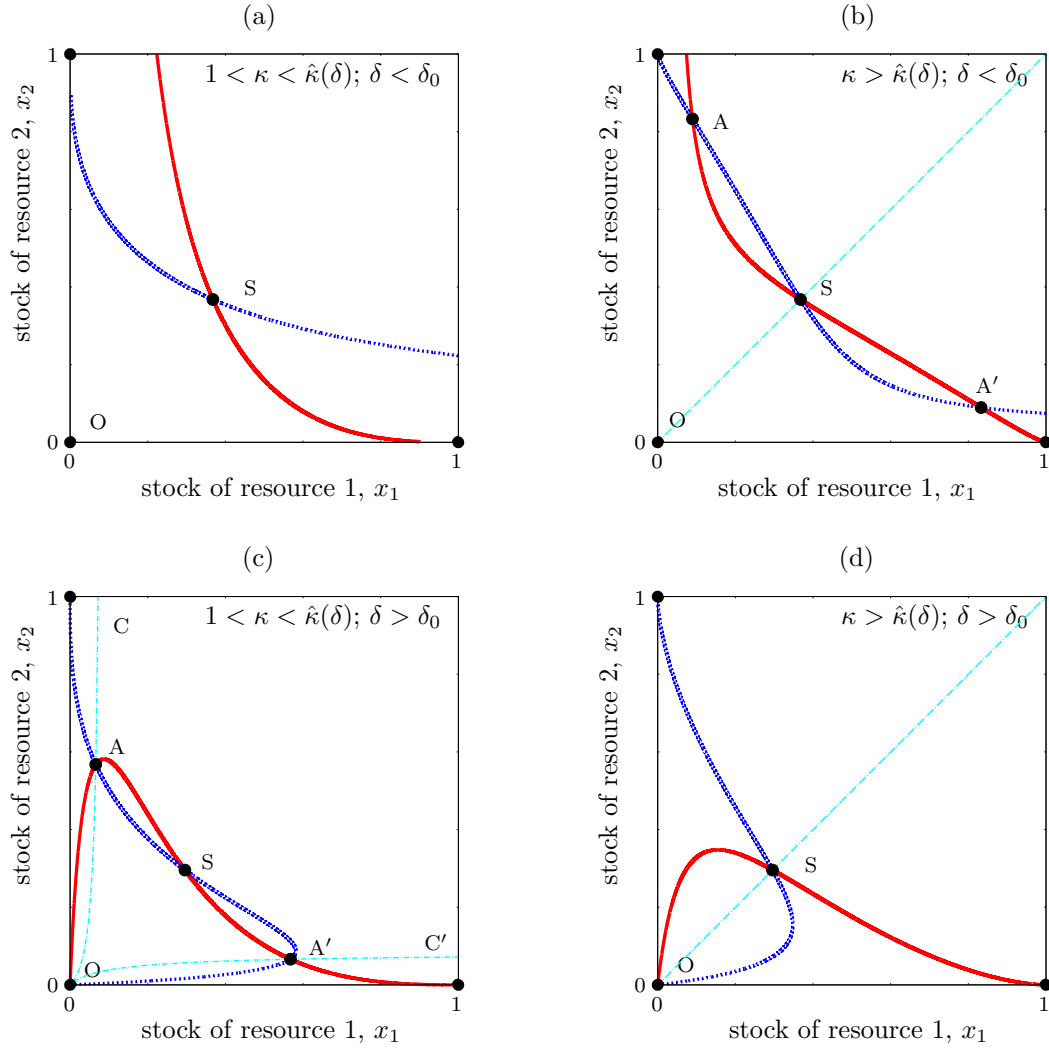 (a)
1 < κ < κ̂(δ); δ < δ₀
stock of resource 2, x₂
1
S
O
0
0
1
stock of resource 1, x₁
(b)
κ > κ̂(δ); δ < δ₀
stock of resource 2, x₂
1
A
S
A′
O
0
0
1
stock of resource 1, x₁
(c)
1 < κ < κ̂(δ); δ > δ₀
stock of resource 2, x₂
1
C
A
S
A′
C′
O
0
0
1
stock of resource 1, x₁
(d)
κ > κ̂(δ); δ > δ₀
stock of resource 2, x₂
1
S
O
0
0
1
stock of resource 1, x₁